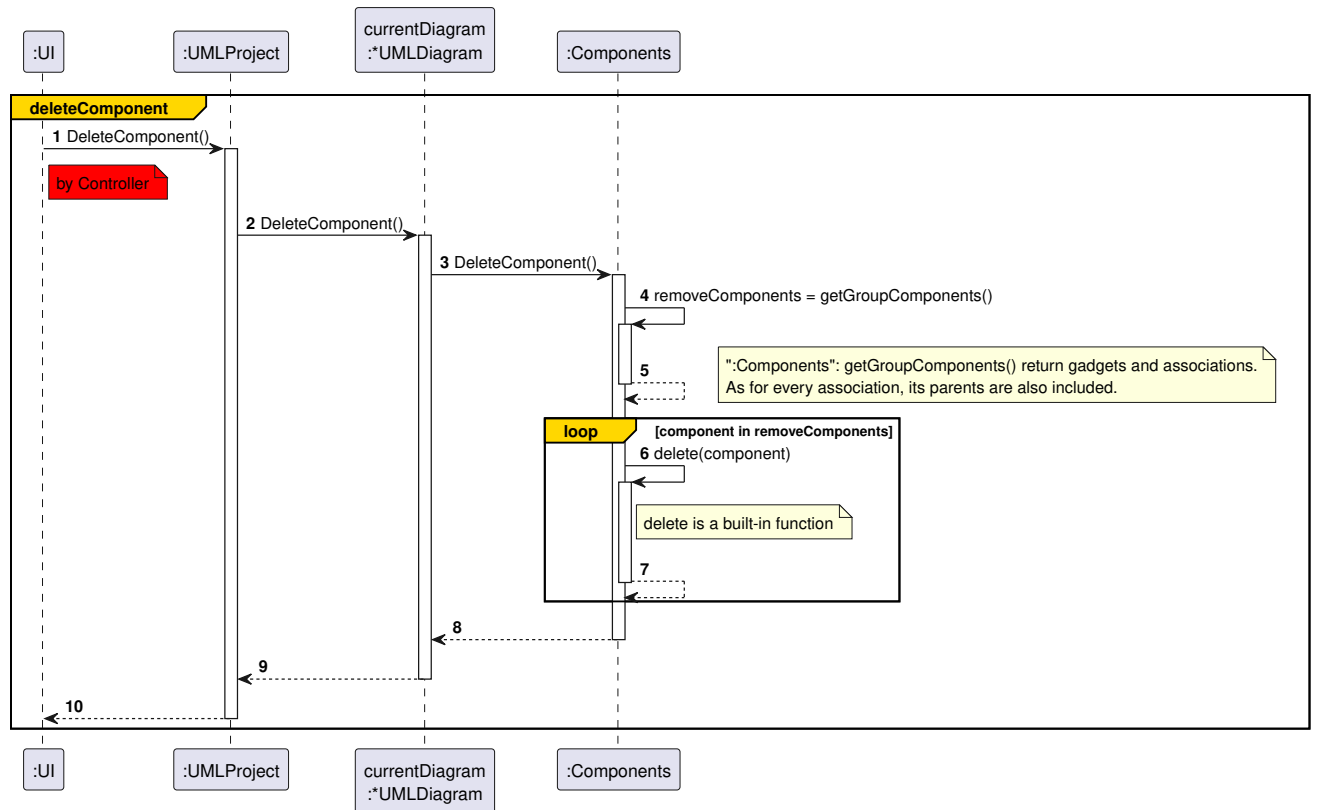 :UI
:UMLProject
currentDiagram
:*UMLDiagram
:Components
deleteComponent
1 DeleteComponent()
by Controller
2 DeleteComponent()
3 DeleteComponent()
4 removeComponents = getGroupComponents()
":Components": getGroupComponents() return gadgets and associations.
As for every association, its parents are also included.
5
loop [component in removeComponents]
6 delete(component)
delete is a built-in function
7
8
9
10
:UI
:UMLProject
currentDiagram
:*UMLDiagram
:Components